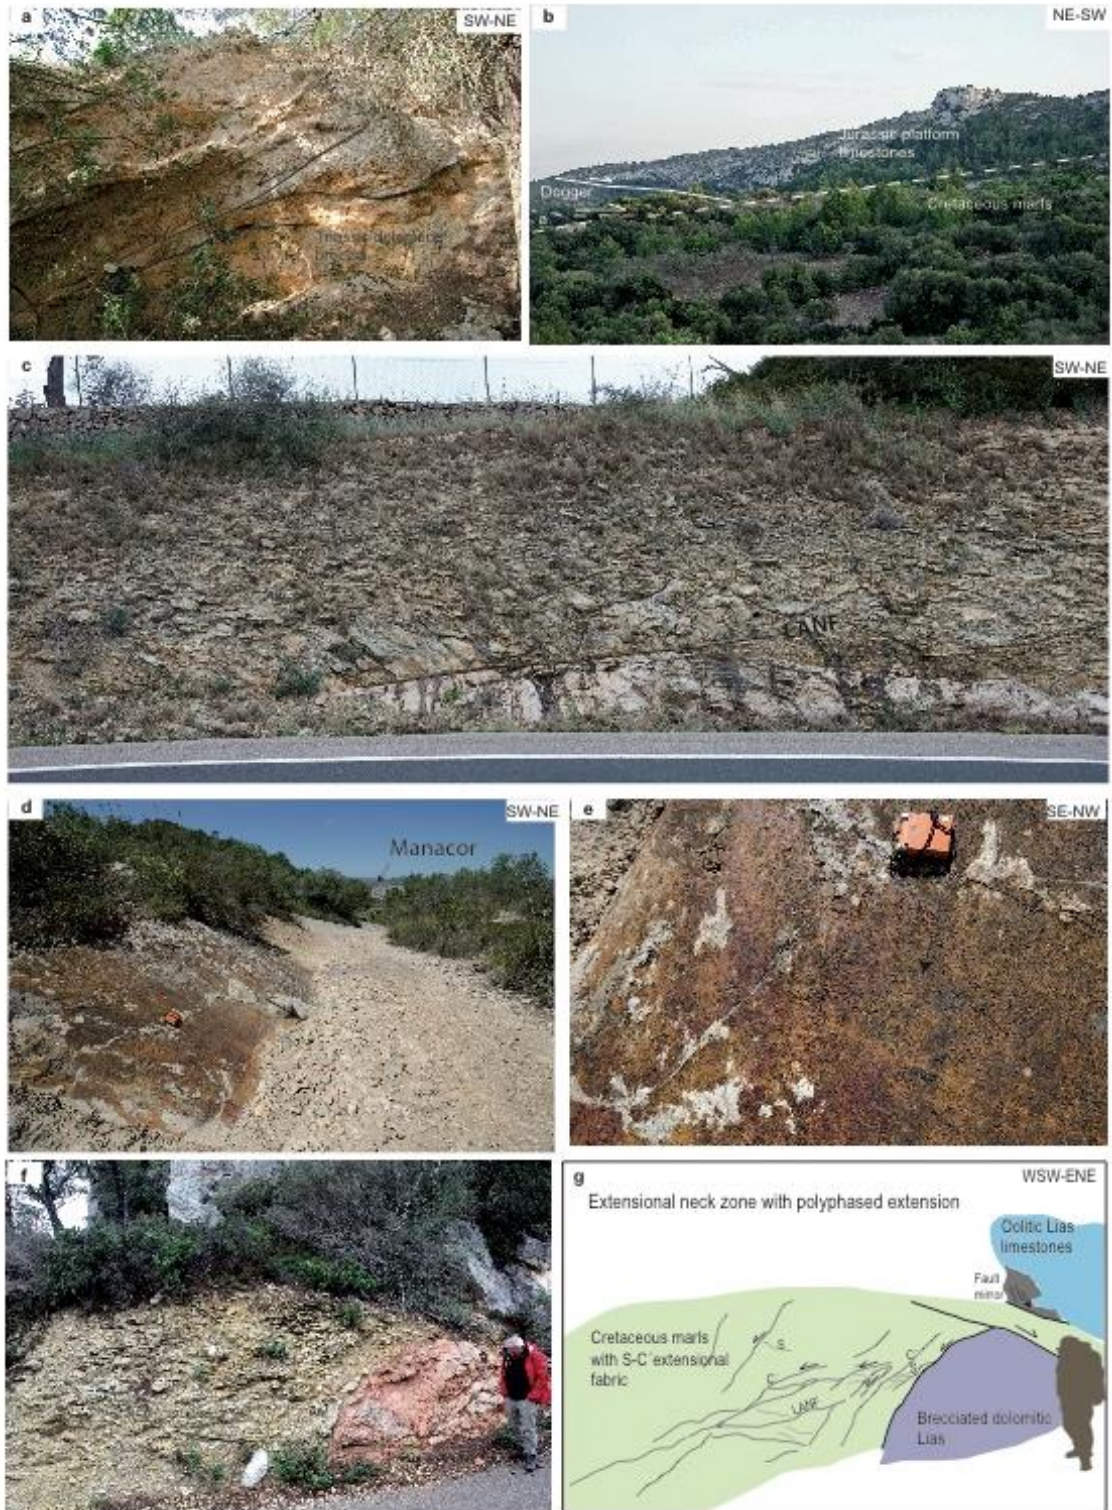 a
SW-NE
b
NE-SW
Jurassic platform
limestones
Dogger
Cretaceous marls
c
SW-NE
LANF
d
SW-NE
Manacor
e
SE-NW
f
g
WSW-ENE
Extensional neck zone with polyphased extension
Oolitic Lias
limestones
Fault
mirror
Cretaceous marls
with S-C´extensional
fabric
S
C
LANF
Brecciated dolomitic
Lias